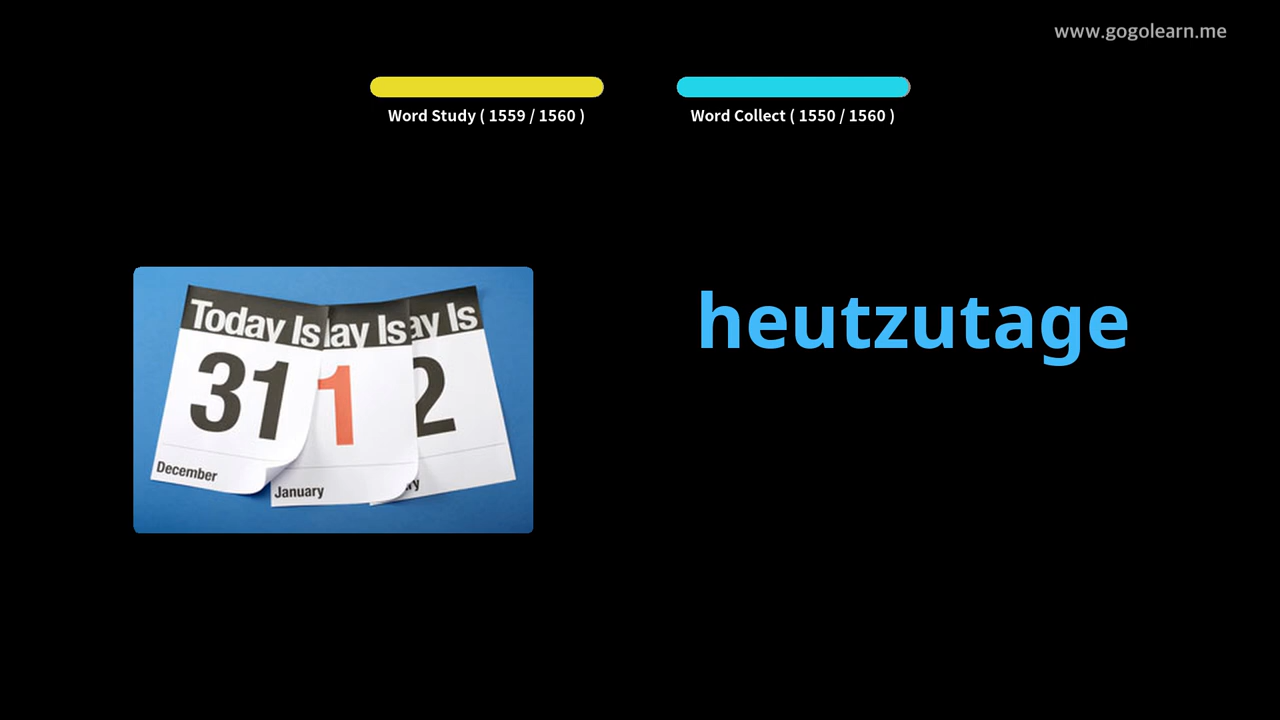 www.gogolearn.me
Word Study ( 1559 / 1560 )
Word Collect ( 1550 / 1560 )
Today Is
ay Is
ay Is
31
1
2
December
January
ry
heutzutage